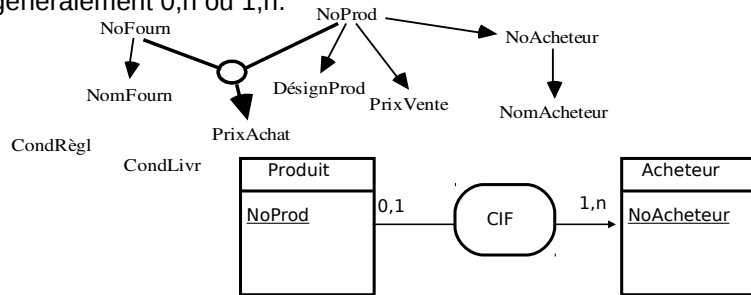 généralement 0,n ou 1,n.
NoFourn
NoProd
NoAcheteur
NomFourn
DésignProd
PrixVente
NomAcheteur
PrixAchat
CondRègl
CondLivr
Produit
Acheteur
NoProd
0,1
CIF
1,n
NoAcheteur